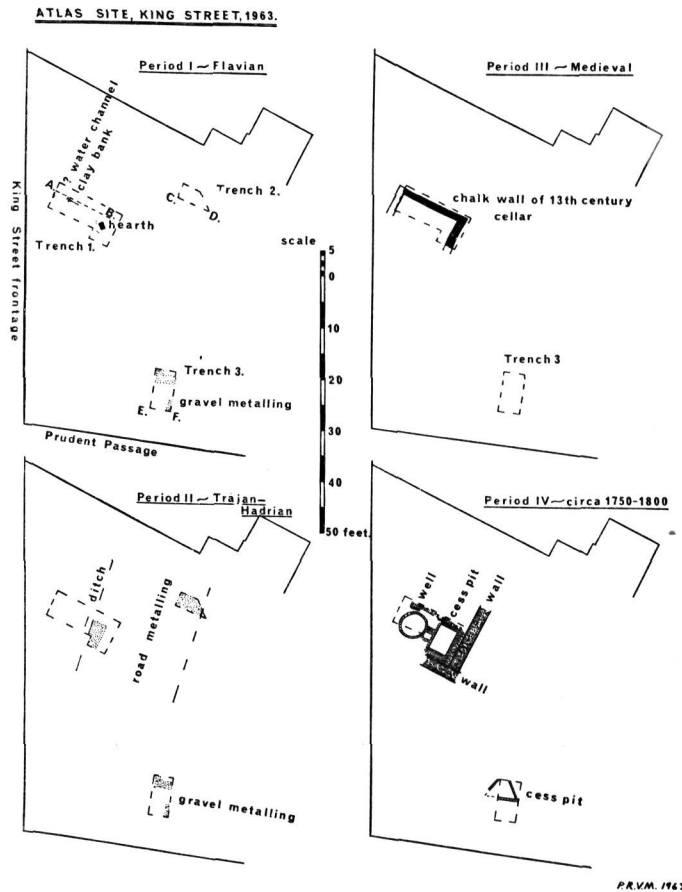 ATLAS SITE, KING STREET, 1963.
Period I ~ Flavian
? water channel
clay bank
A.
B.
hearth
Trench 1.
C.
D.
Trench 2.
King Street frontage
Trench 3.
gravel metalling
E.
F.
Prudent Passage
scale
5
0
10
20
30
40
50 feet.
Period III ~ Medieval
chalk wall of 13th century
cellar
Trench 3
Period II ~ Trajan-
Hadrian
ditch
road metalling
gravel metalling
Period IV ~ circa 1750-1800
well
cess pit
wall
wall
cess pit
P.R.V.M. 196